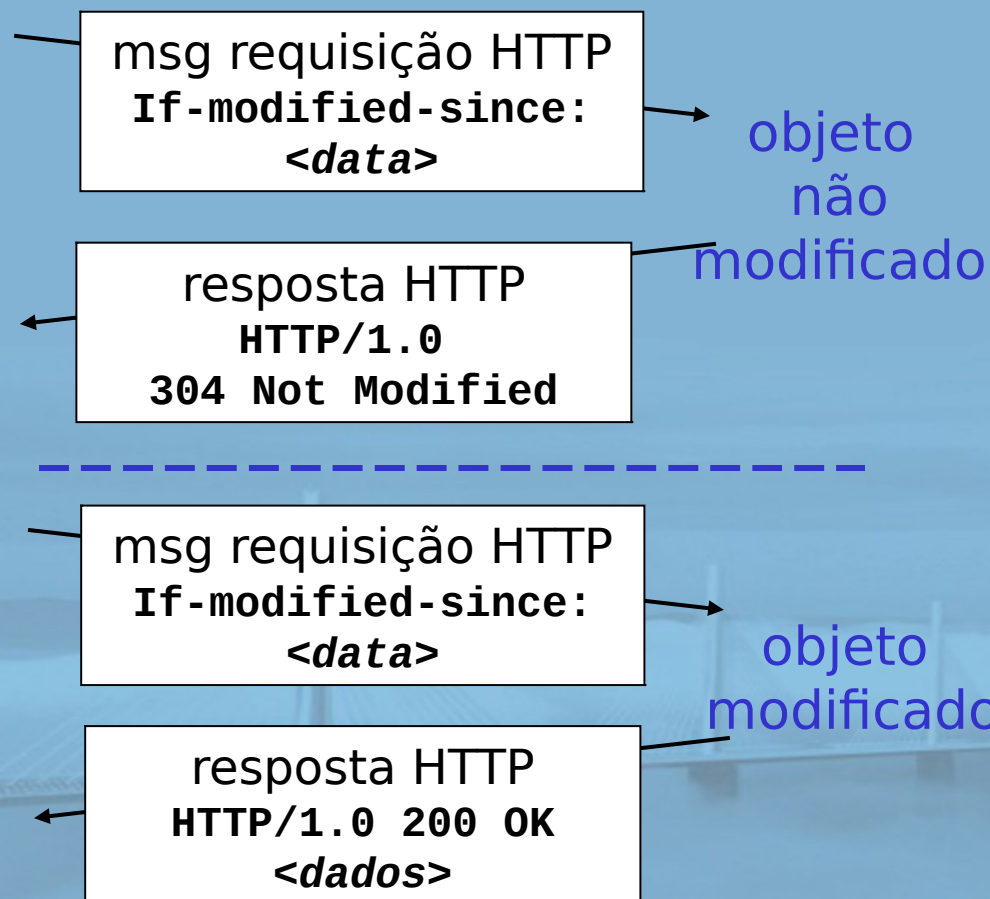 msg requisição HTTP
If-modified-since:
<data>
objeto
não
modificado
resposta HTTP
HTTP/1.0
304 Not Modified
msg requisição HTTP
If-modified-since:
<data>
objeto
modificado
resposta HTTP
HTTP/1.0 200 OK
<dados>